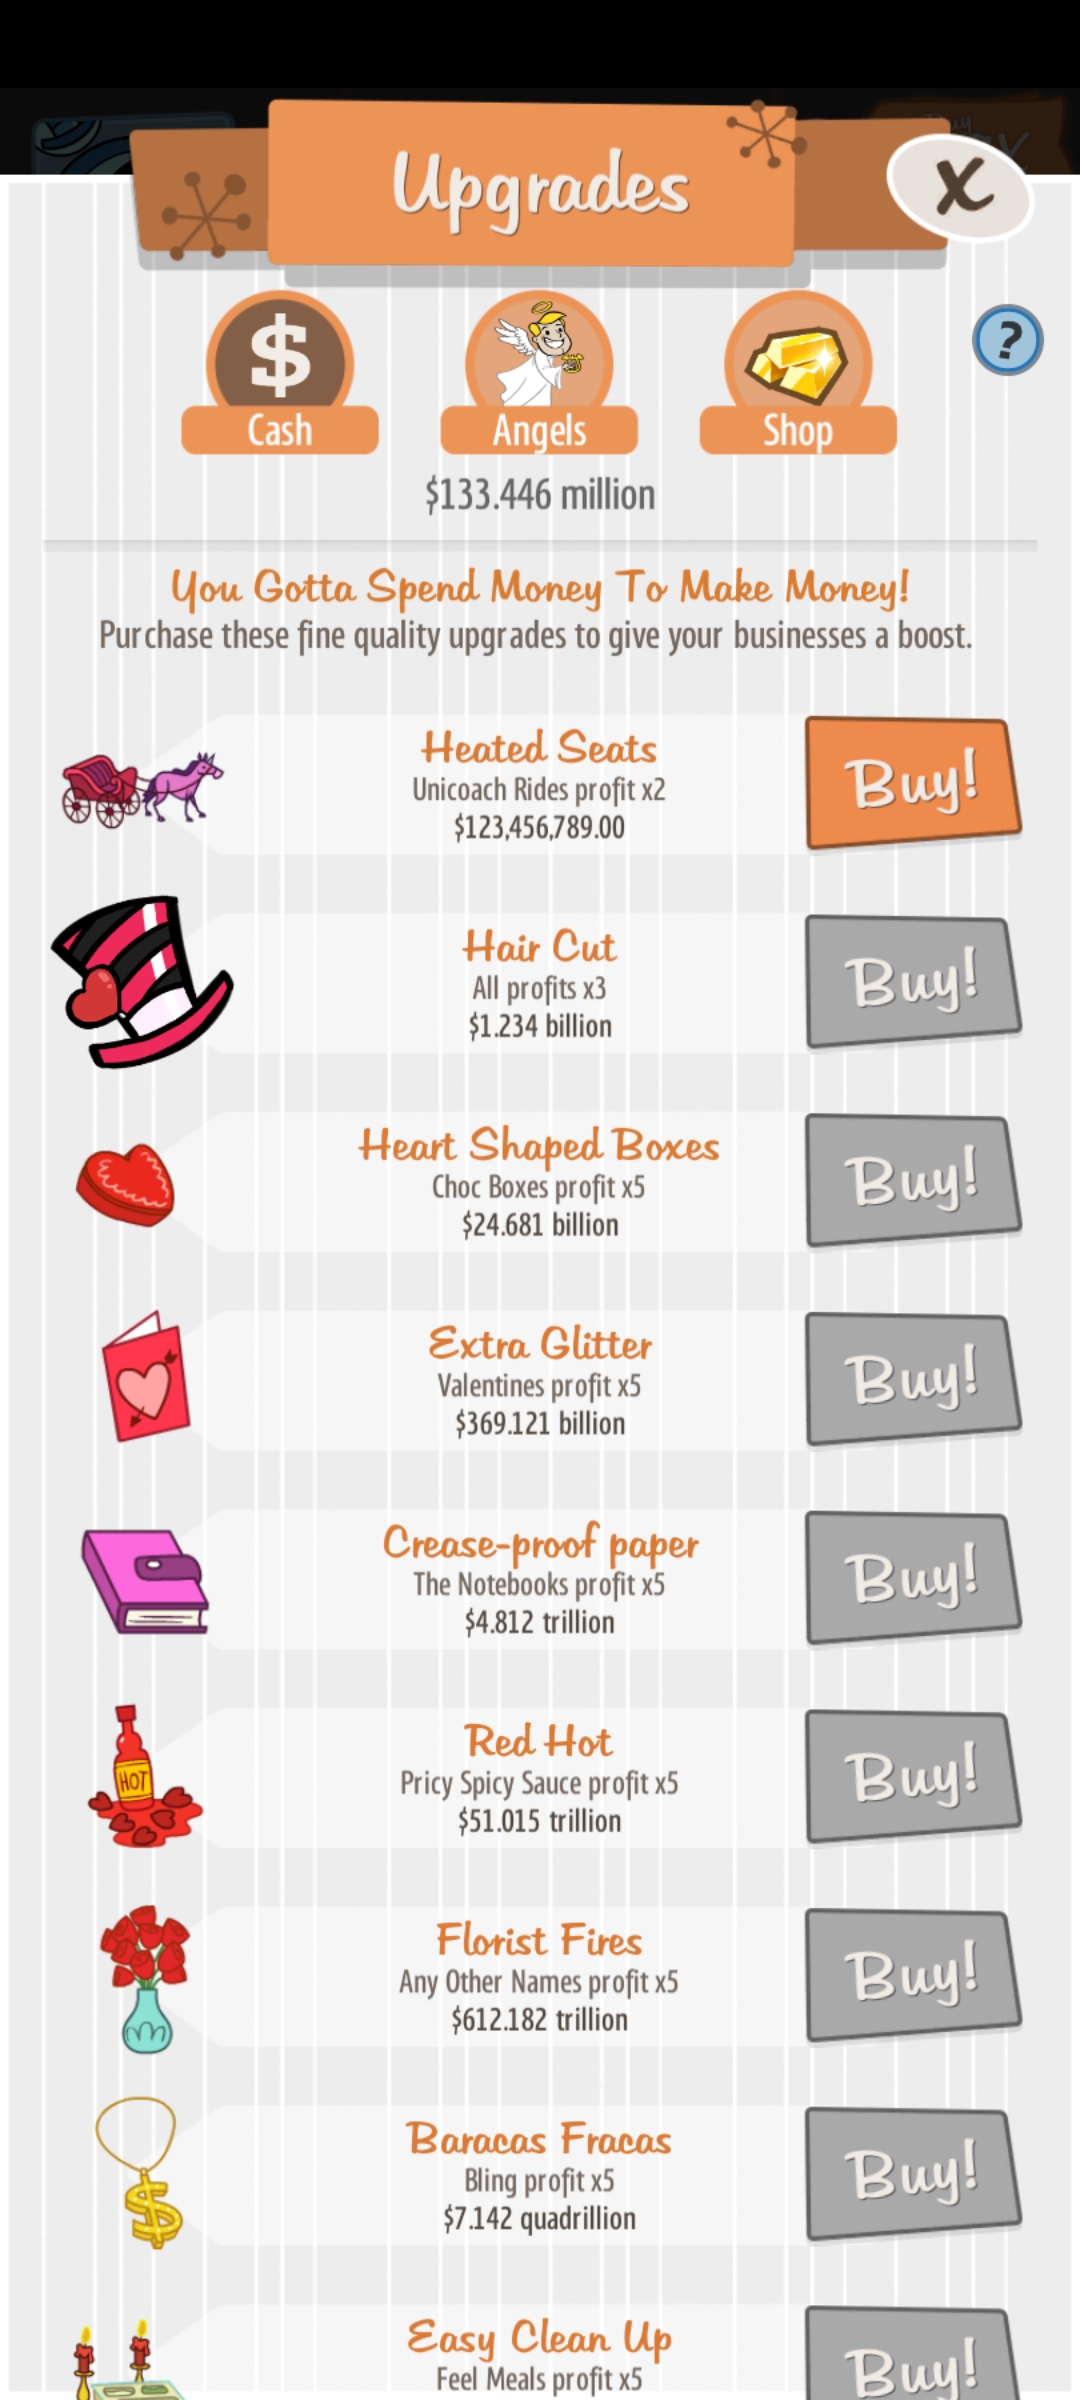 Upgrades
X
Cash
Angels
Shop
?
$133.446 million
You Gotta Spend Money To Make Money!
Purchase these fine quality upgrades to give your businesses a boost.
Heated Seats
Unicoach Rides profit x2
$123,456,789.00
Buy!
Hair Cut
All profits x3
$1.234 billion
Buy!
Heart Shaped Boxes
Choc Boxes profit x5
$24.681 billion
Buy!
Extra Glitter
Valentines profit x5
$369.121 billion
Buy!
Crease-proof paper
The Notebooks profit x5
$4.812 trillion
Buy!
HOT
Red Hot
Pricy Spicy Sauce profit x5
$51.015 trillion
Buy!
Florist Fires
Any Other Names profit x5
$612.182 trillion
Buy!
Baracas Fracas
Bling profit x5
$7.142 quadrillion
Buy!
Easy Clean Up
Feel Meals profit x5
Buy!